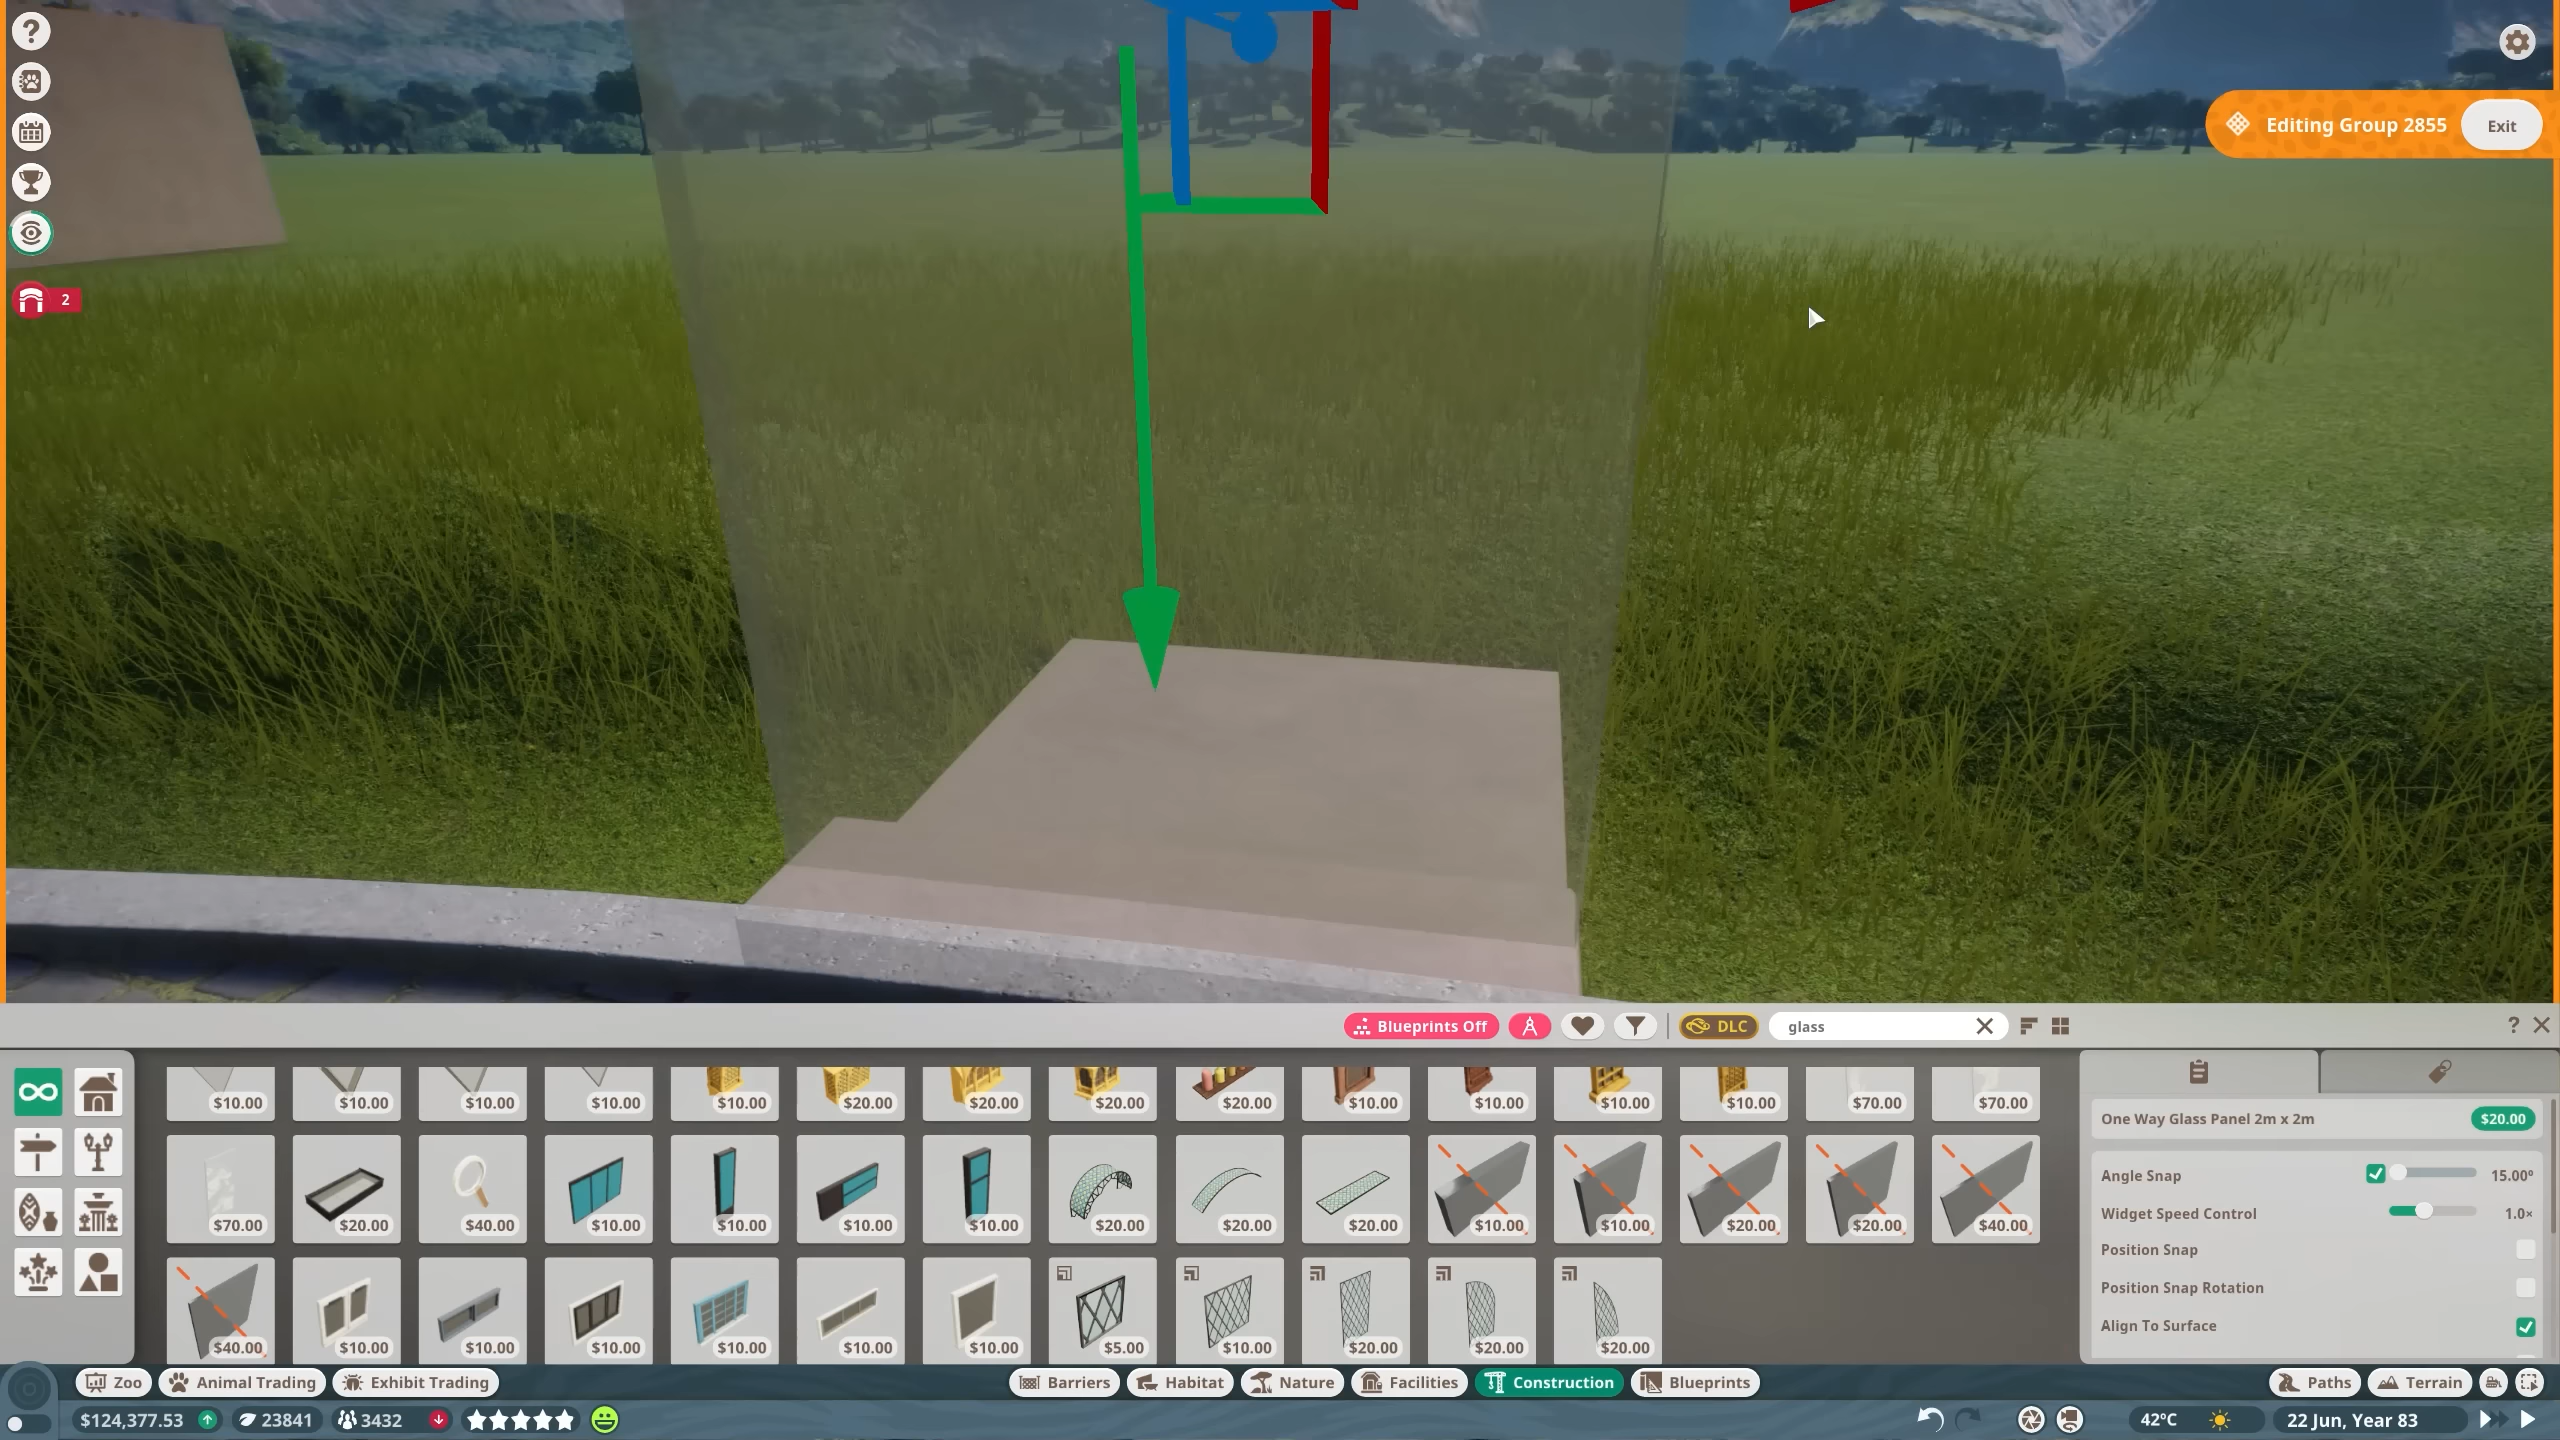 Editing Group 2855
Exit
2
Blueprints Off
DLC
glass
?
$10.00 $10.00 $10.00 $10.00 $10.00 $20.00 $20.00 $20.00 $20.00 $10.00 $10.00 $10.00 $10.00 $70.00 $70.00
$70.00 $20.00 $40.00 $10.00 $10.00 $10.00 $10.00 $20.00 $20.00 $20.00 $10.00 $10.00 $20.00 $20.00 $40.00
$40.00 $10.00 $10.00 $10.00 $10.00 $10.00 $10.00 $5.00 $10.00 $20.00 $20.00 $20.00
One Way Glass Panel 2m x 2m $20.00
Angle Snap 15.00°
Widget Speed Control 1.0×
Position Snap
Position Snap Rotation
Align To Surface
Zoo Animal Trading Exhibit Trading Barriers Habitat Nature Facilities Construction Blueprints Paths Terrain
$124,377.53 23841 3432 42°C 22 Jun, Year 83